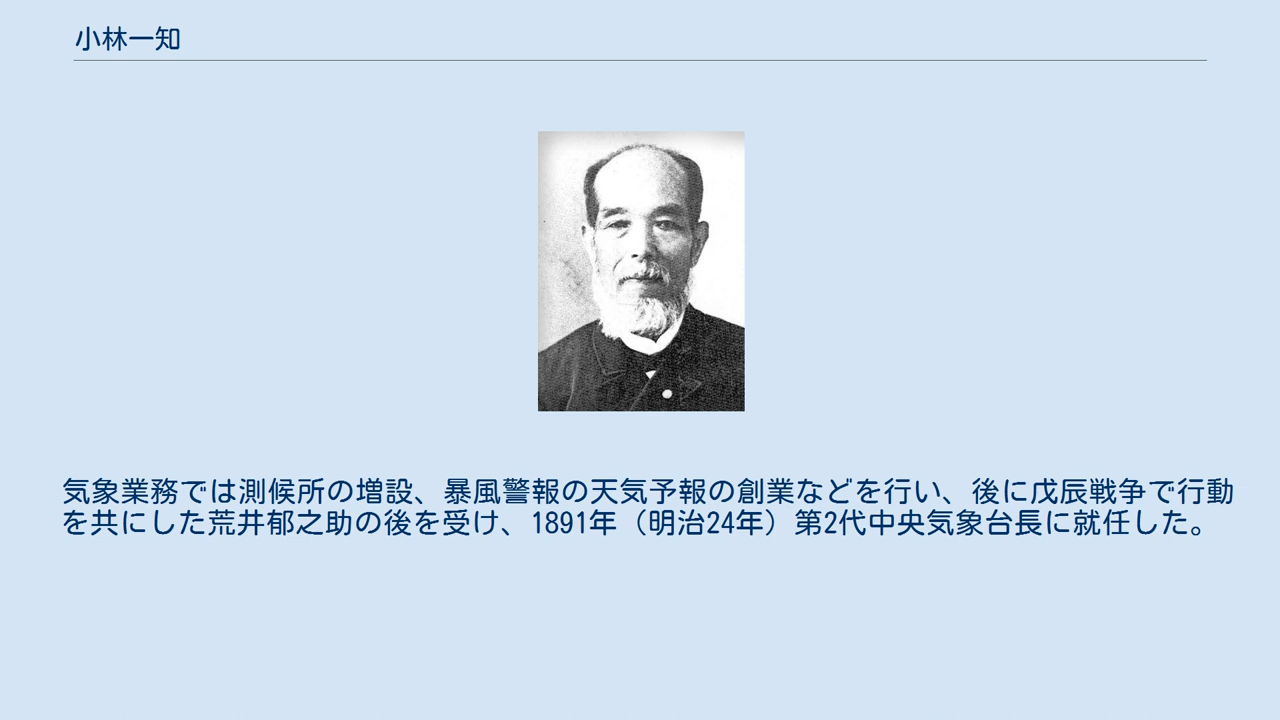 小林一知
気象業務では測候所の増設、暴風警報の天気予報の創業などを行い、後に戊辰戦争で行動
を共にした荒井郁之助の後を受け、1891年（明治24年）第2代中央気象台長に就任した。